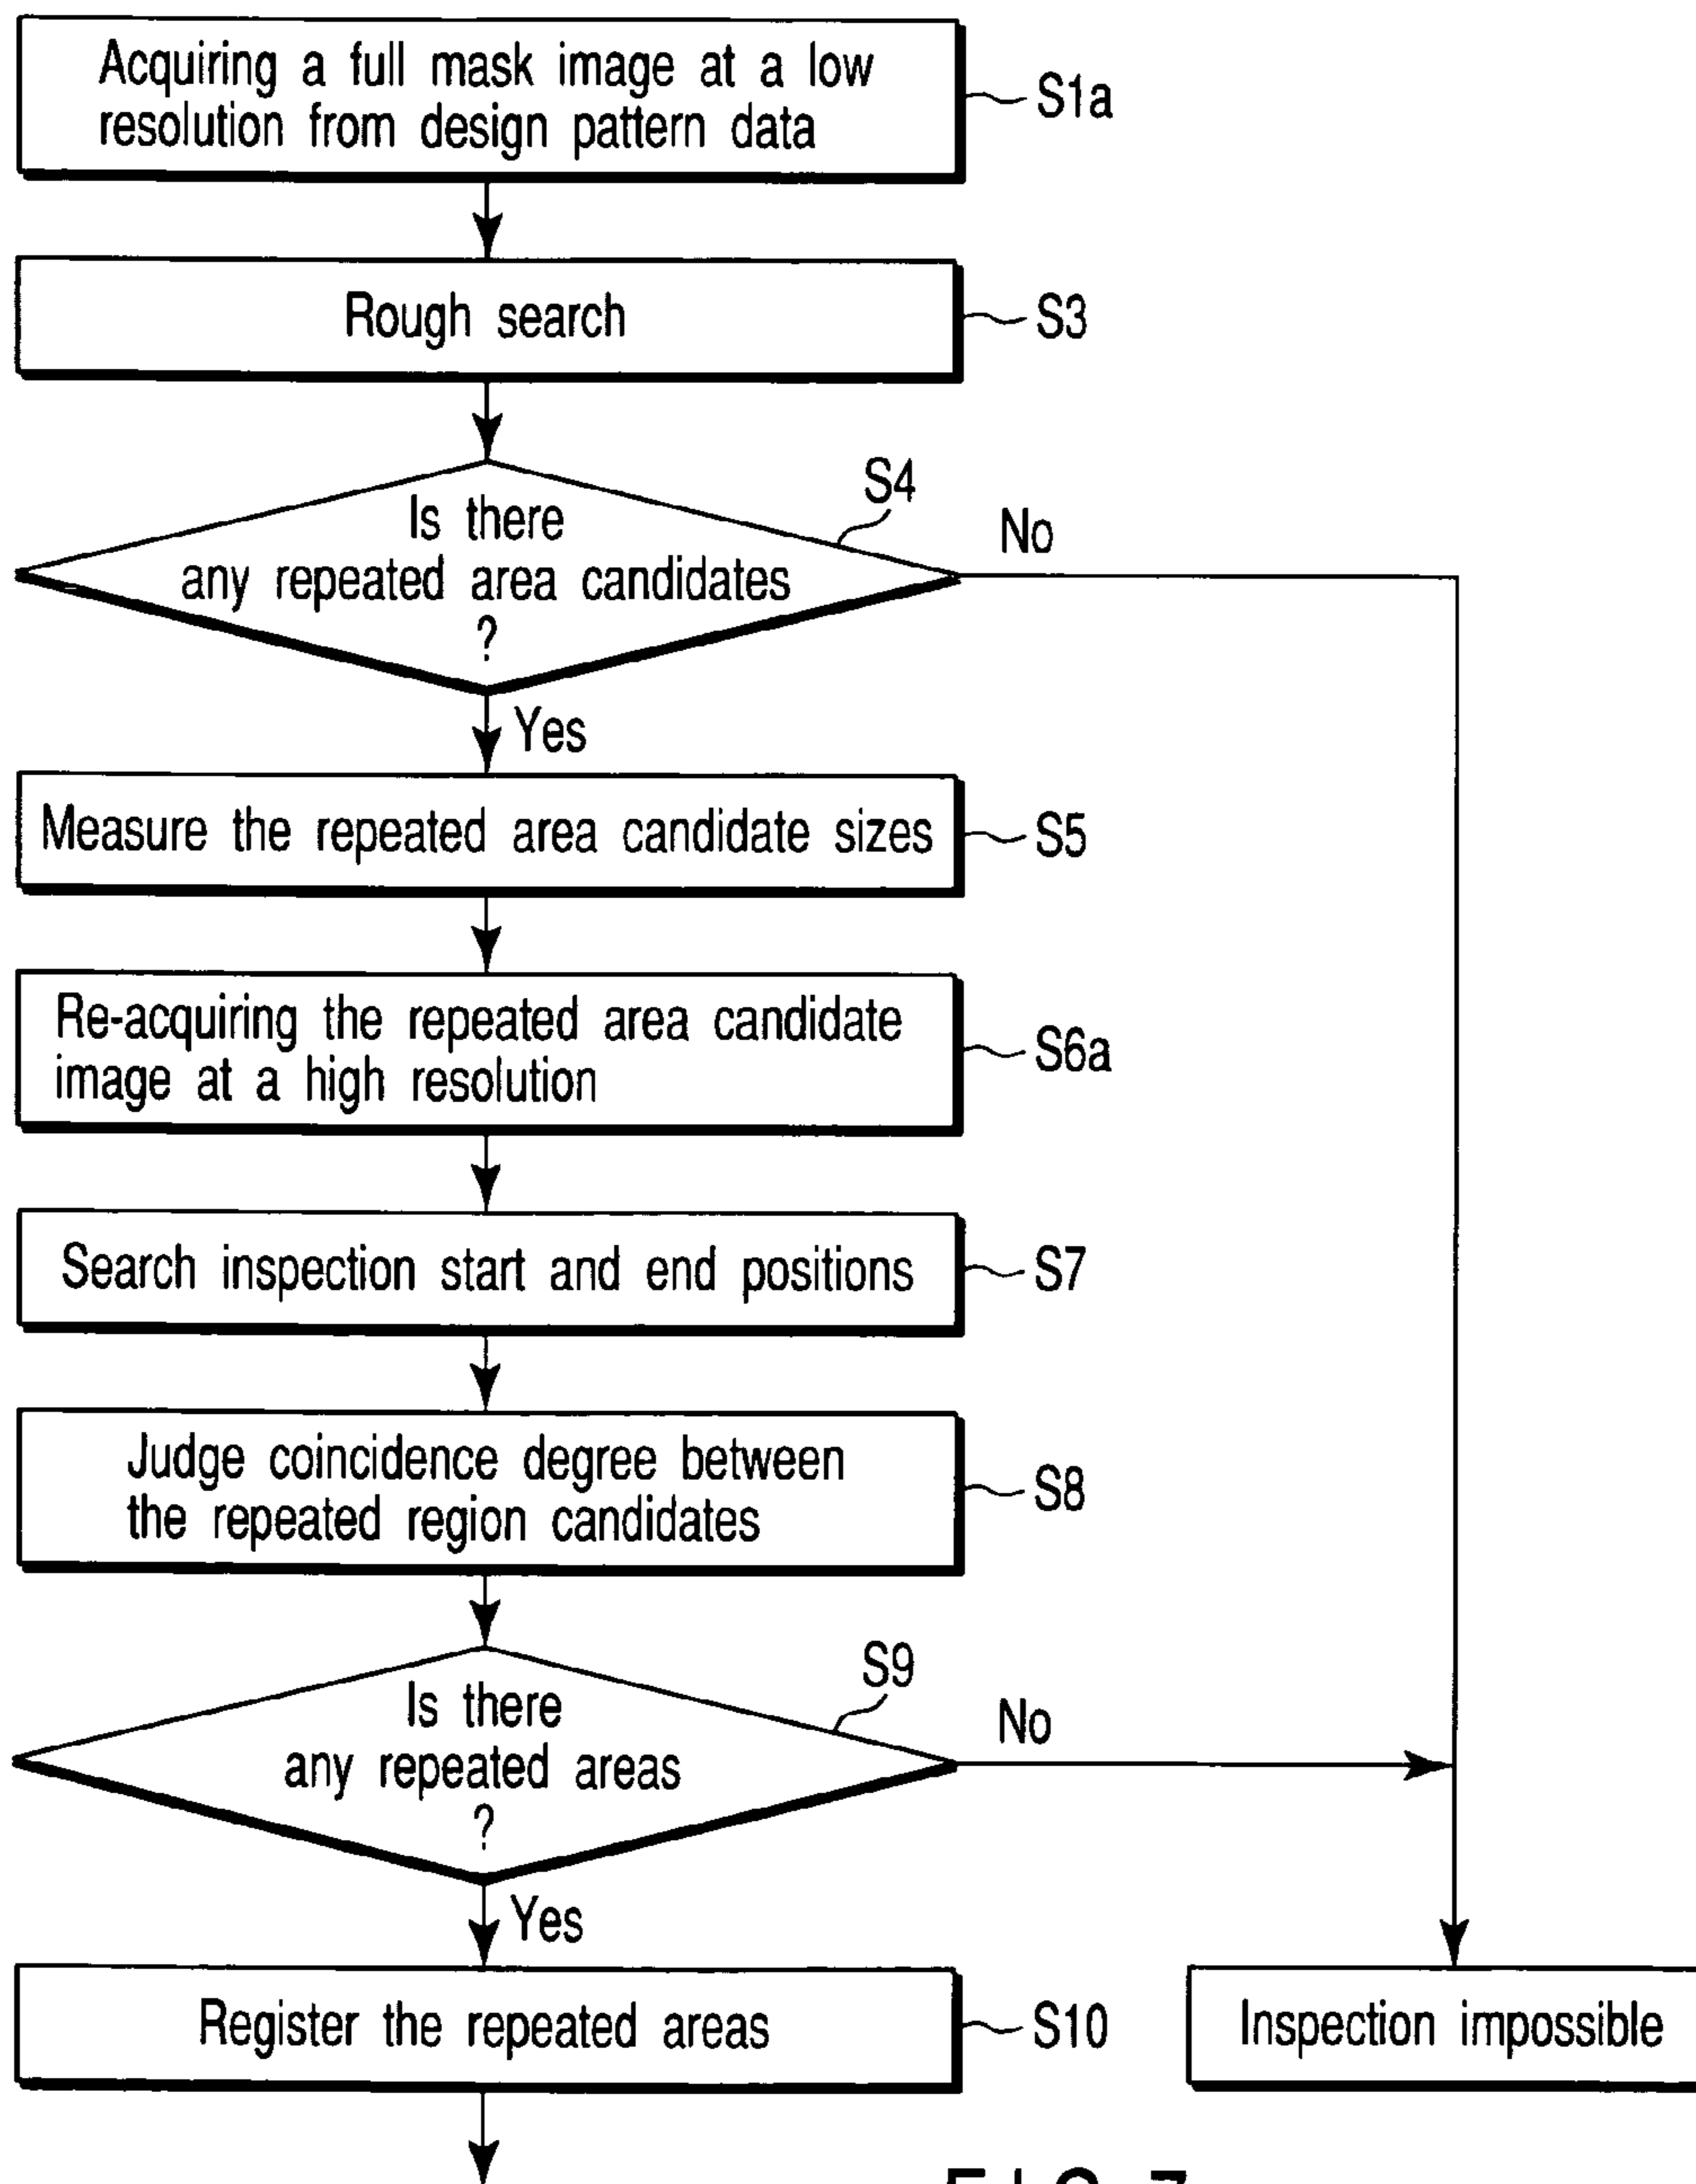 Acquiring a full mask image at a low
resolution from design pattern data
S1a
Rough search
S3
S4
Is there
any repeated area candidates
?
No
Yes
Measure the repeated area candidate sizes
S5
Re-acquiring the repeated area candidate
image at a high resolution
S6a
Search inspection start and end positions
S7
Judge coincidence degree between
the repeated region candidates
S8
S9
Is there
any repeated areas
?
No
Yes
Register the repeated areas
S10
Inspection impossible